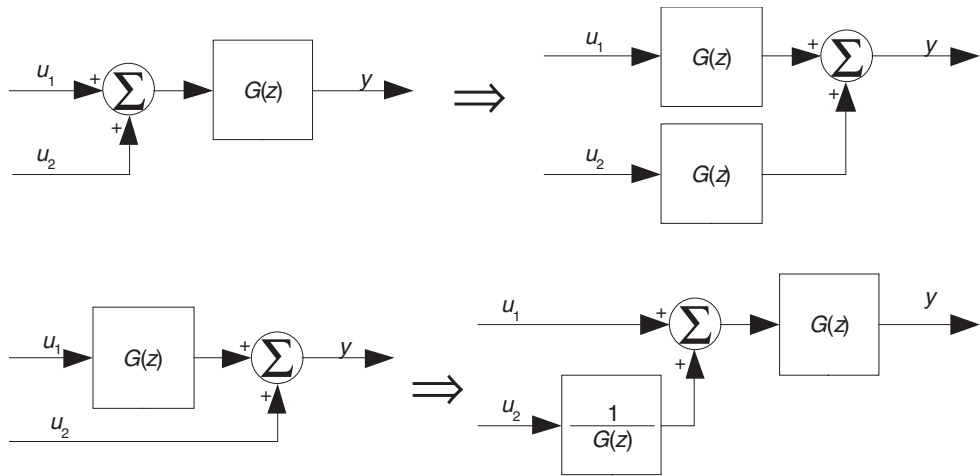 u₁ + Σ G(z) y ⇒ u₁ G(z) + Σ y
+ +
u₂ u₂ G(z)
u₁ G(z) + Σ y ⇒ u₁ + Σ G(z) y
+ +
u₂ u₂ 1
G(z)